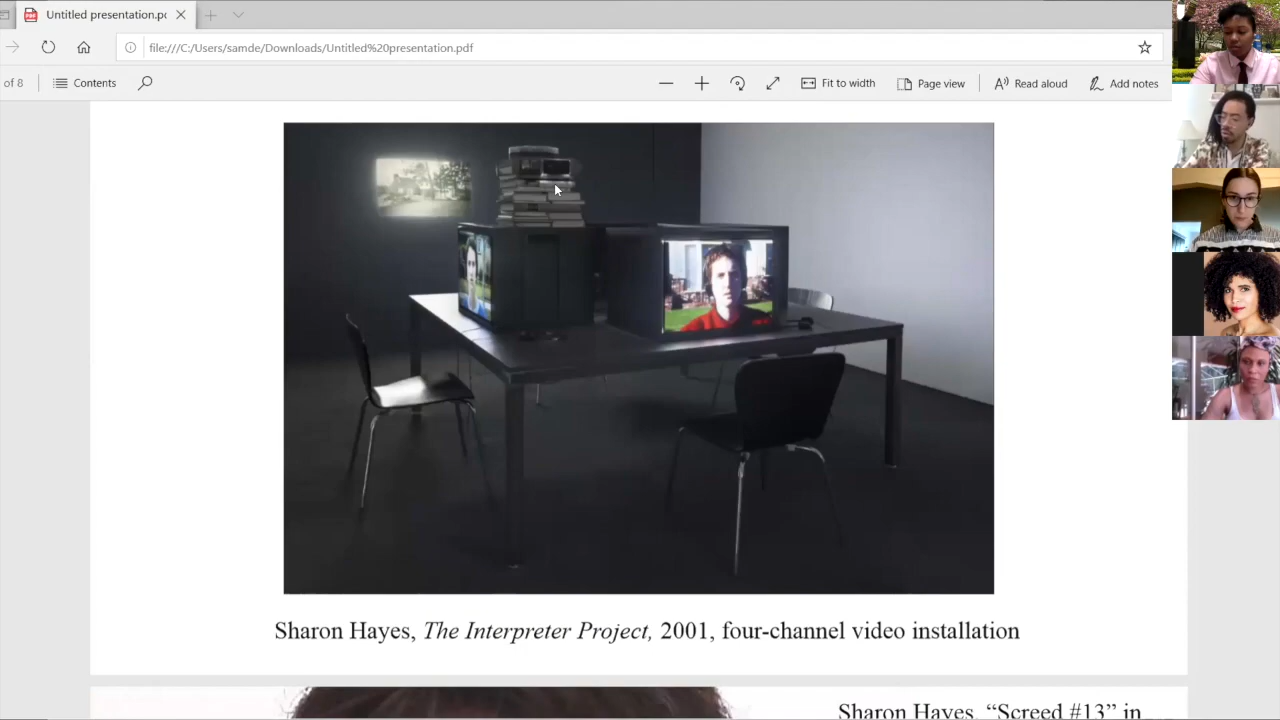 Untitled presentation.pd
file:///C:/Users/samde/Downloads/Untitled%20presentation.pdf
of 8
Contents
Fit to width
Page view
Read aloud
Add notes
Sharon Hayes, The Interpreter Project, 2001, four-channel video installation
Sharon Hayes, “Screed #13” in